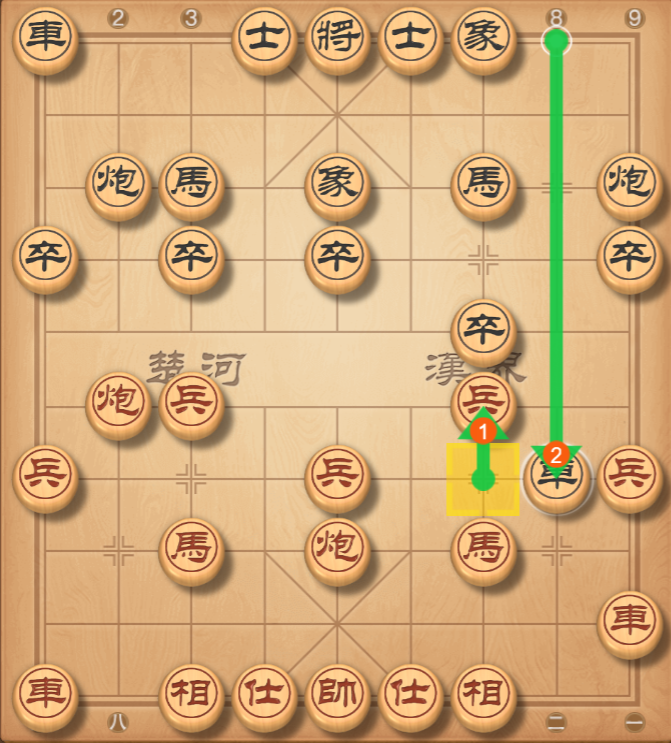 2 3 8 9
車 士 將 士 象
炮 馬 象 馬 炮
卒 卒 卒 卒
卒
楚 河 漢 界
炮 兵 兵
1
兵 兵 2 車 兵
馬 炮 馬
車
車 相 仕 帥 仕 相
八 二 一